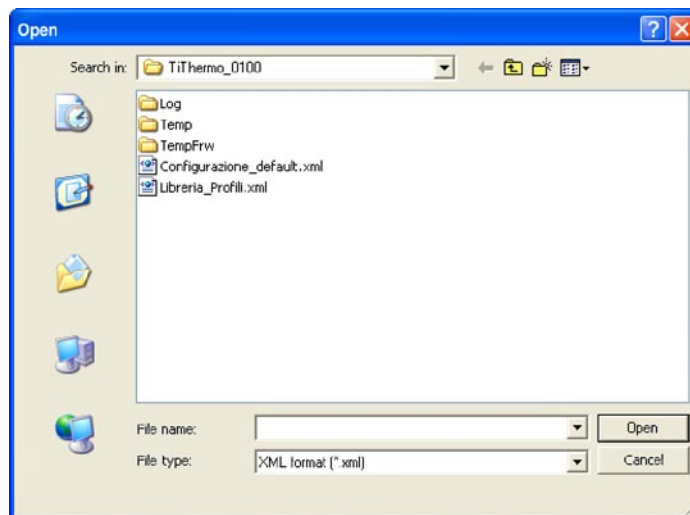 Open
Search in: TiThermo_0100
Log
Temp
TempFrw
Configurazione_default.xml
Libreria_Profili.xml
File name: Open
File type: XML format (*.xml) Cancel